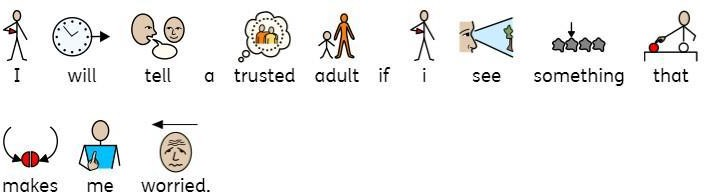 I will tell a trusted adult if i see something that
makes me worried.